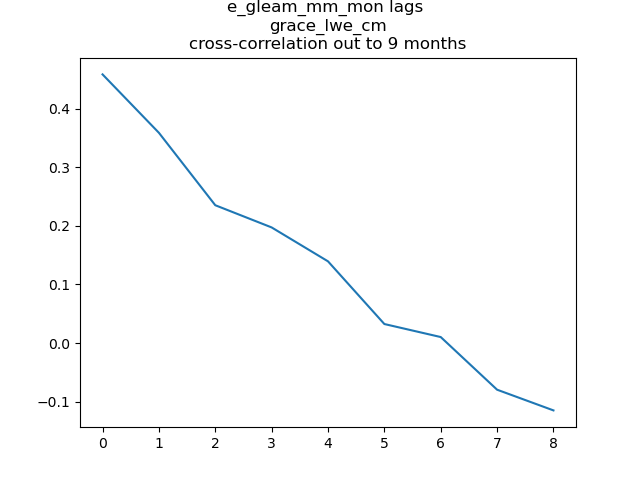 e_gleam_mm_mon lags
grace_lwe_cm
cross-correlation out to 9 months
0.4
0.3
0.2
0.1
0.0
−0.1
0 1 2 3 4 5 6 7 8